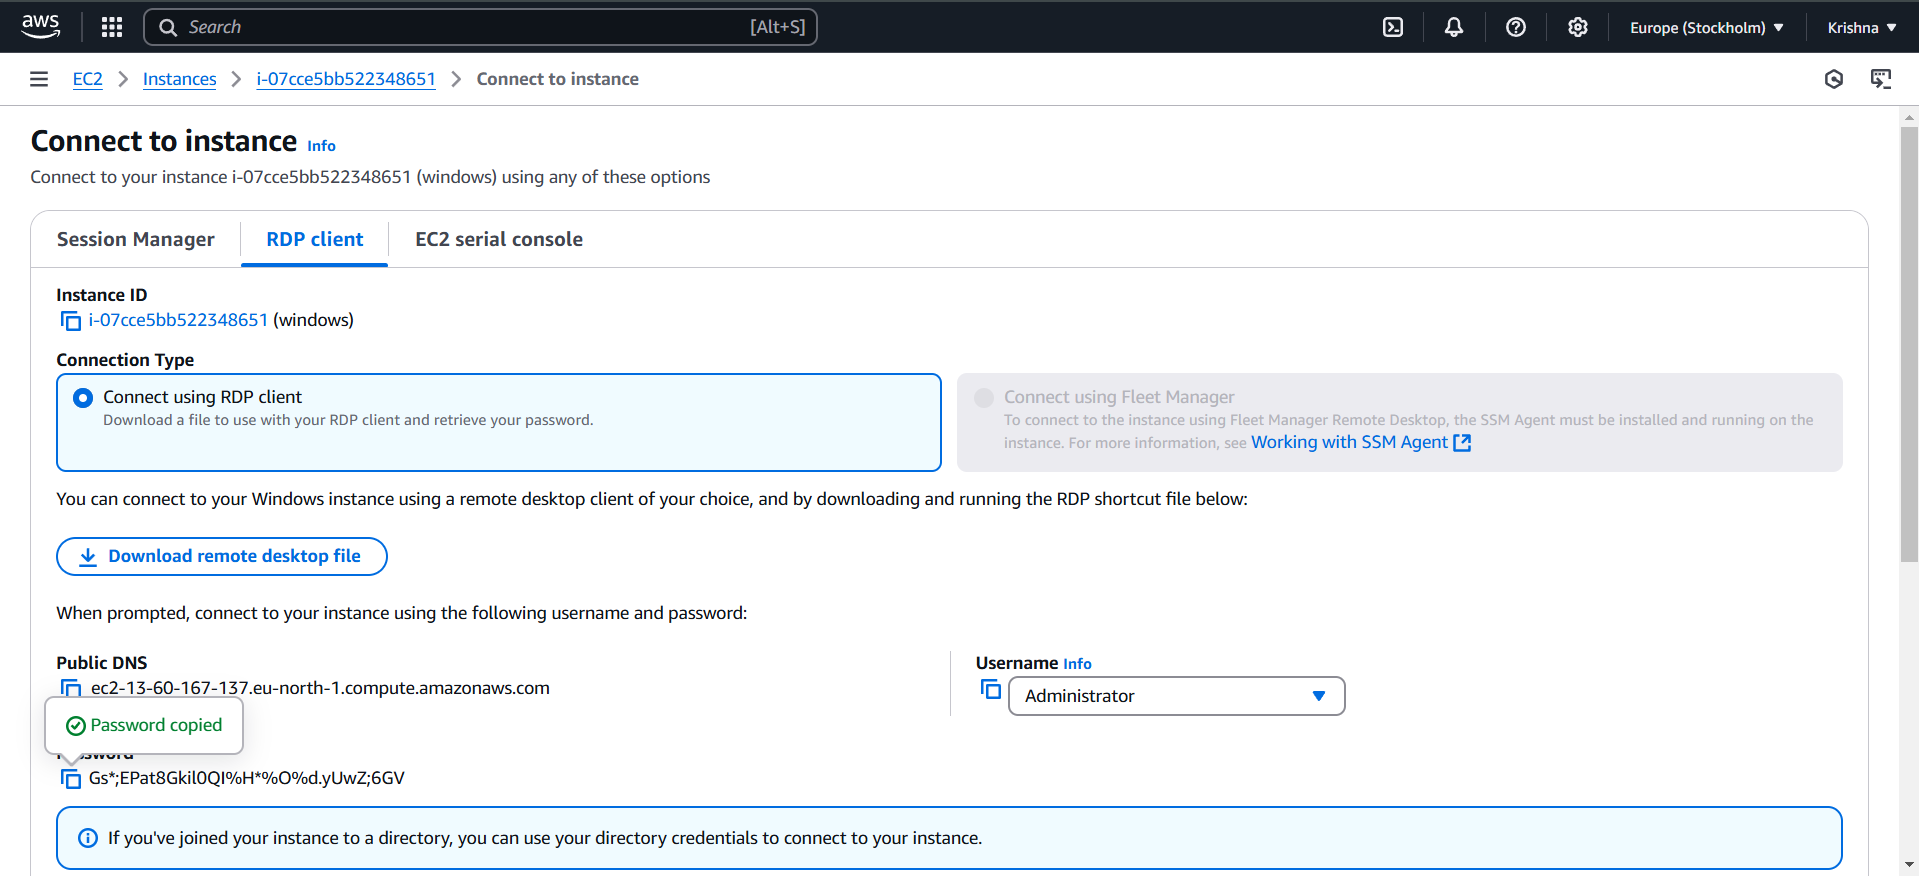 aws
Search [Alt+S]
Europe (Stockholm)
Krishna
EC2 Instances i-07cce5bb522348651 Connect to instance
Connect to instance Info
Connect to your instance i-07cce5bb522348651 (windows) using any of these options
Session Manager RDP client EC2 serial console
Instance ID
i-07cce5bb522348651 (windows)
Connection Type
Connect using RDP client
Download a file to use with your RDP client and retrieve your password.
Connect using Fleet Manager
To connect to the instance using Fleet Manager Remote Desktop, the SSM Agent must be installed and running on the
instance. For more information, see Working with SSM Agent
You can connect to your Windows instance using a remote desktop client of your choice, and by downloading and running the RDP shortcut file below:
Download remote desktop file
When prompted, connect to your instance using the following username and password:
Public DNS
ec2-13-60-167-137.eu-north-1.compute.amazonaws.com
Username Info
Administrator
Password copied
Password
Gs*;EPat8Gkil0QI%H*%O%d.yUwZ;6GV
If you've joined your instance to a directory, you can use your directory credentials to connect to your instance.